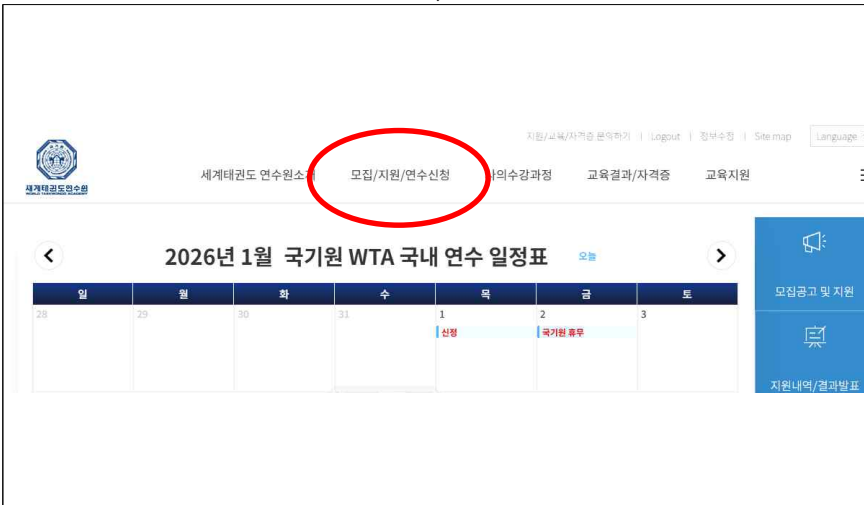 지원/교육/자격증 문의하기 | Logout | 정보수정 | Site map Language
세계태권도연수원
WORLD TAEKWONDO ACADEMY
세계태권도 연수원소개 모집/지원/연수신청 나의수강과정 교육결과/자격증 교육지원
2026년 1월 국기원 WTA 국내 연수 일정표 오늘
모집공고 및 지원
일 월 화 수 목 금 토
28 29 30 31 1 2 3
신정 국기원 휴무
지원내역/결과발표